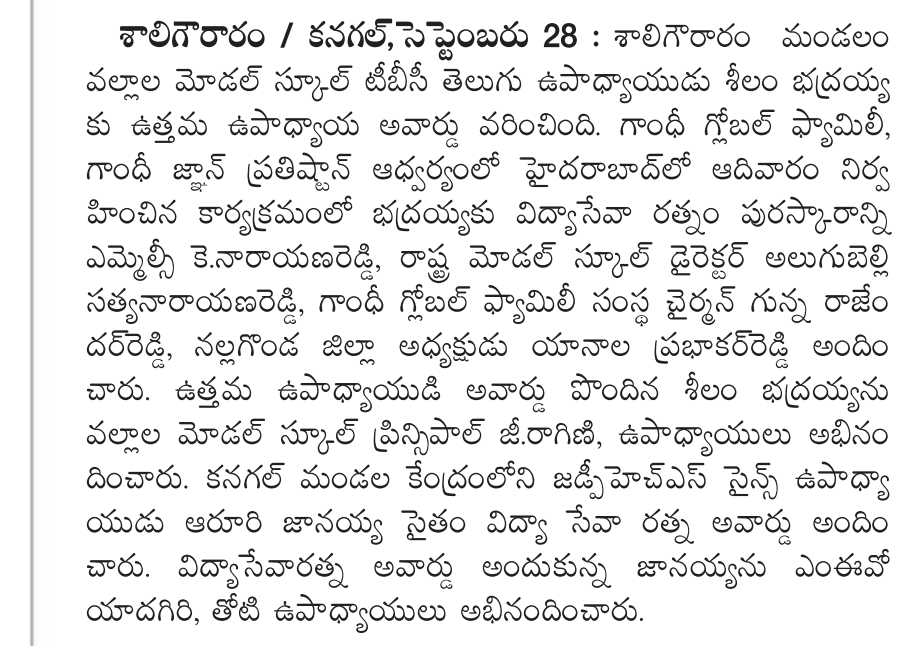 శాలిగౌరారం / కనగల్,సెప్టెంబరు 28 : శాలిగౌరారం మండలం
వల్లాల మోడల్ స్కూల్ టీబీసీ తెలుగు ఉపాధ్యాయుడు శీలం భద్రయ్య
కు ఉత్తమ ఉపాధ్యాయ అవార్డు వరించింది. గాంధీ గ్లోబల్ ఫ్యామిలీ,
గాంధీ జ్ఞాన్ ప్రతిష్టాన్ ఆధ్వర్యంలో హైదరాబాద్‌లో ఆదివారం నిర్వ
హించిన కార్యక్రమంలో భద్రయ్యకు విద్యాసేవా రత్నం పురస్కారాన్ని
ఎమ్మెల్సీ కె.నారాయణరెడ్డి, రాష్ట్ర మోడల్ స్కూల్ డైరెక్టర్ అలుగుబెల్లి
సత్యనారాయణరెడ్డి, గాంధీ గ్లోబల్ ఫ్యామిలీ సంస్థ చైర్మన్ గున్న రాజేం
దర్‌రెడ్డి, నల్లగొండ జిల్లా అధ్యక్షుడు యానాల ప్రభాకర్‌రెడ్డి అందిం
చారు. ఉత్తమ ఉపాధ్యాయుడి అవార్డు పొందిన శీలం భద్రయ్యను
వల్లాల మోడల్ స్కూల్ ప్రిన్సిపాల్ జీ.రాగిణి, ఉపాధ్యాయులు అభినం
దించారు. కనగల్ మండల కేంద్రంలోని జడ్పీహెచ్ఎస్ సైన్స్ ఉపాధ్యా
యుడు ఆరూరి జానయ్య సైతం విద్యా సేవా రత్న అవార్డు అందిం
చారు. విద్యాసేవారత్న అవార్డు అందుకున్న జానయ్యను ఎంఈవో
యాదగిరి, తోటి ఉపాధ్యాయులు అభినందించారు.